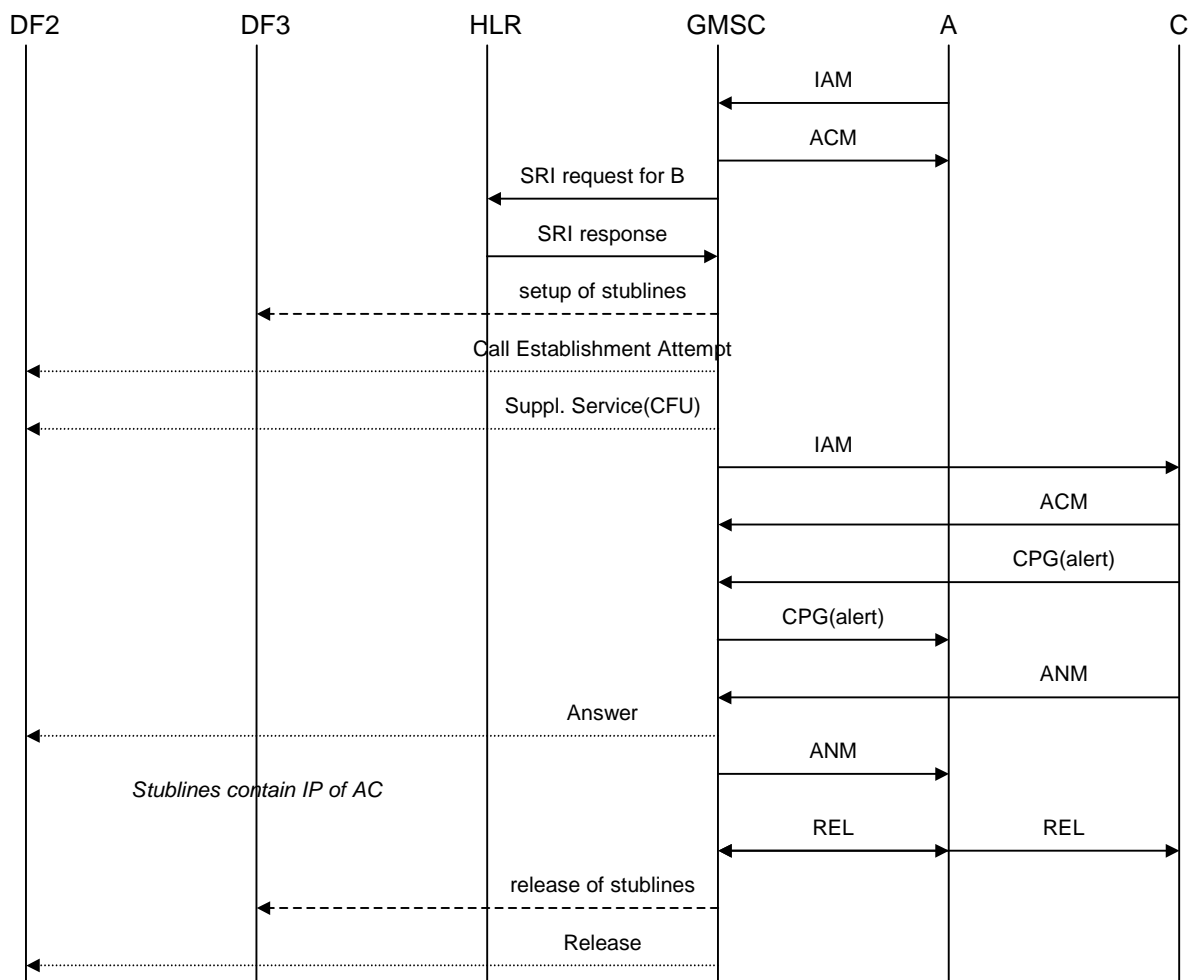 DF2 DF3 HLR GMSC A C
IAM
ACM
SRI request for B
SRI response
setup of stublines
Call Establishment Attempt
Suppl. Service(CFU)
IAM
ACM
CPG(alert)
CPG(alert)
ANM
Answer
ANM
Stublines contain IP of AC
REL REL
release of stublines
Release